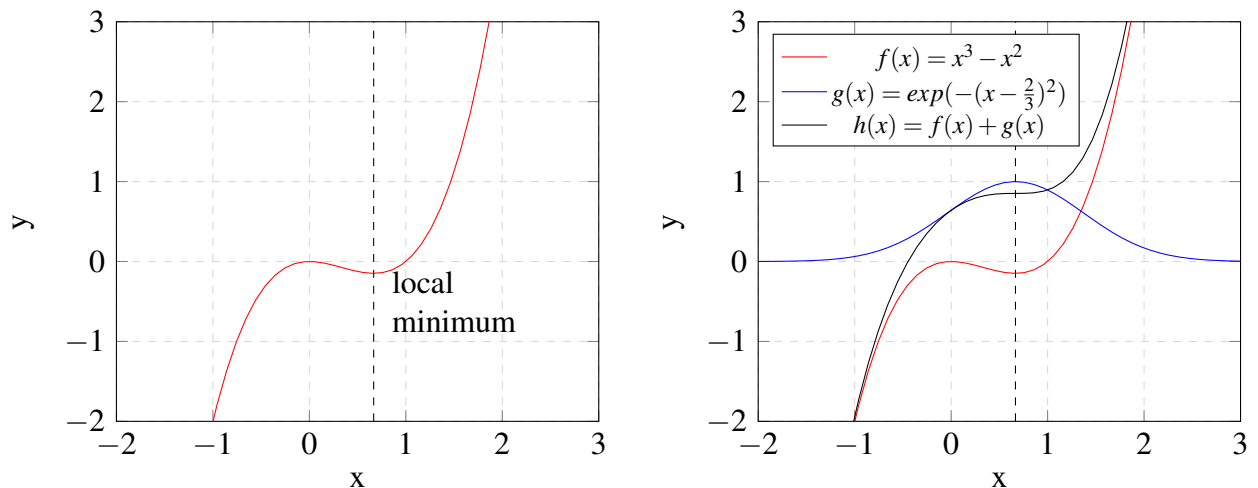 3
2
1
0
−1
−2
−2
−1
0
1
2
3
x
y
local
minimum
3
2
1
0
−1
−2
−2
−1
0
1
2
3
x
y
f(x) = x³ − x²
g(x) = exp(−(x − 2/3)²)
h(x) = f(x) + g(x)